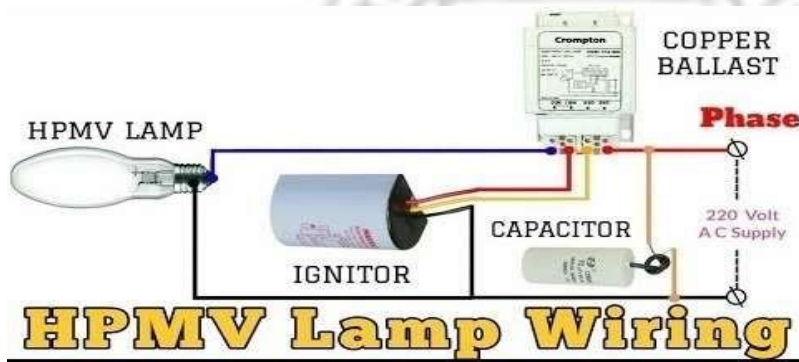 Crompton
COPPER
BALLAST
Phase
HPMV LAMP
220 Volt
A C Supply
CAPACITOR
IGNITOR
HPMV Lamp Wiring